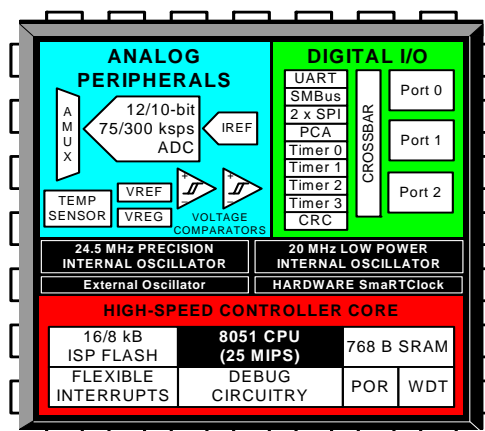 ANALOG
PERIPHERALS
A
M
U
X
12/10-bit
75/300 ksps
ADC
IREF
TEMP
SENSOR
VREF
VREG
+
–
+
–
VOLTAGE
COMPARATORS
DIGITAL I/O
UART
SMBus
2 x SPI
PCA
Timer 0
Timer 1
Timer 2
Timer 3
CRC
CROSSBAR
Port 0
Port 1
Port 2
24.5 MHz PRECISION
INTERNAL OSCILLATOR
20 MHz LOW POWER
INTERNAL OSCILLATOR
External Oscillator
HARDWARE SmaRTClock
HIGH-SPEED CONTROLLER CORE
16/8 kB
ISP FLASH
8051 CPU
(25 MIPS)
768 B SRAM
FLEXIBLE
INTERRUPTS
DEBUG
CIRCUITRY
POR
WDT